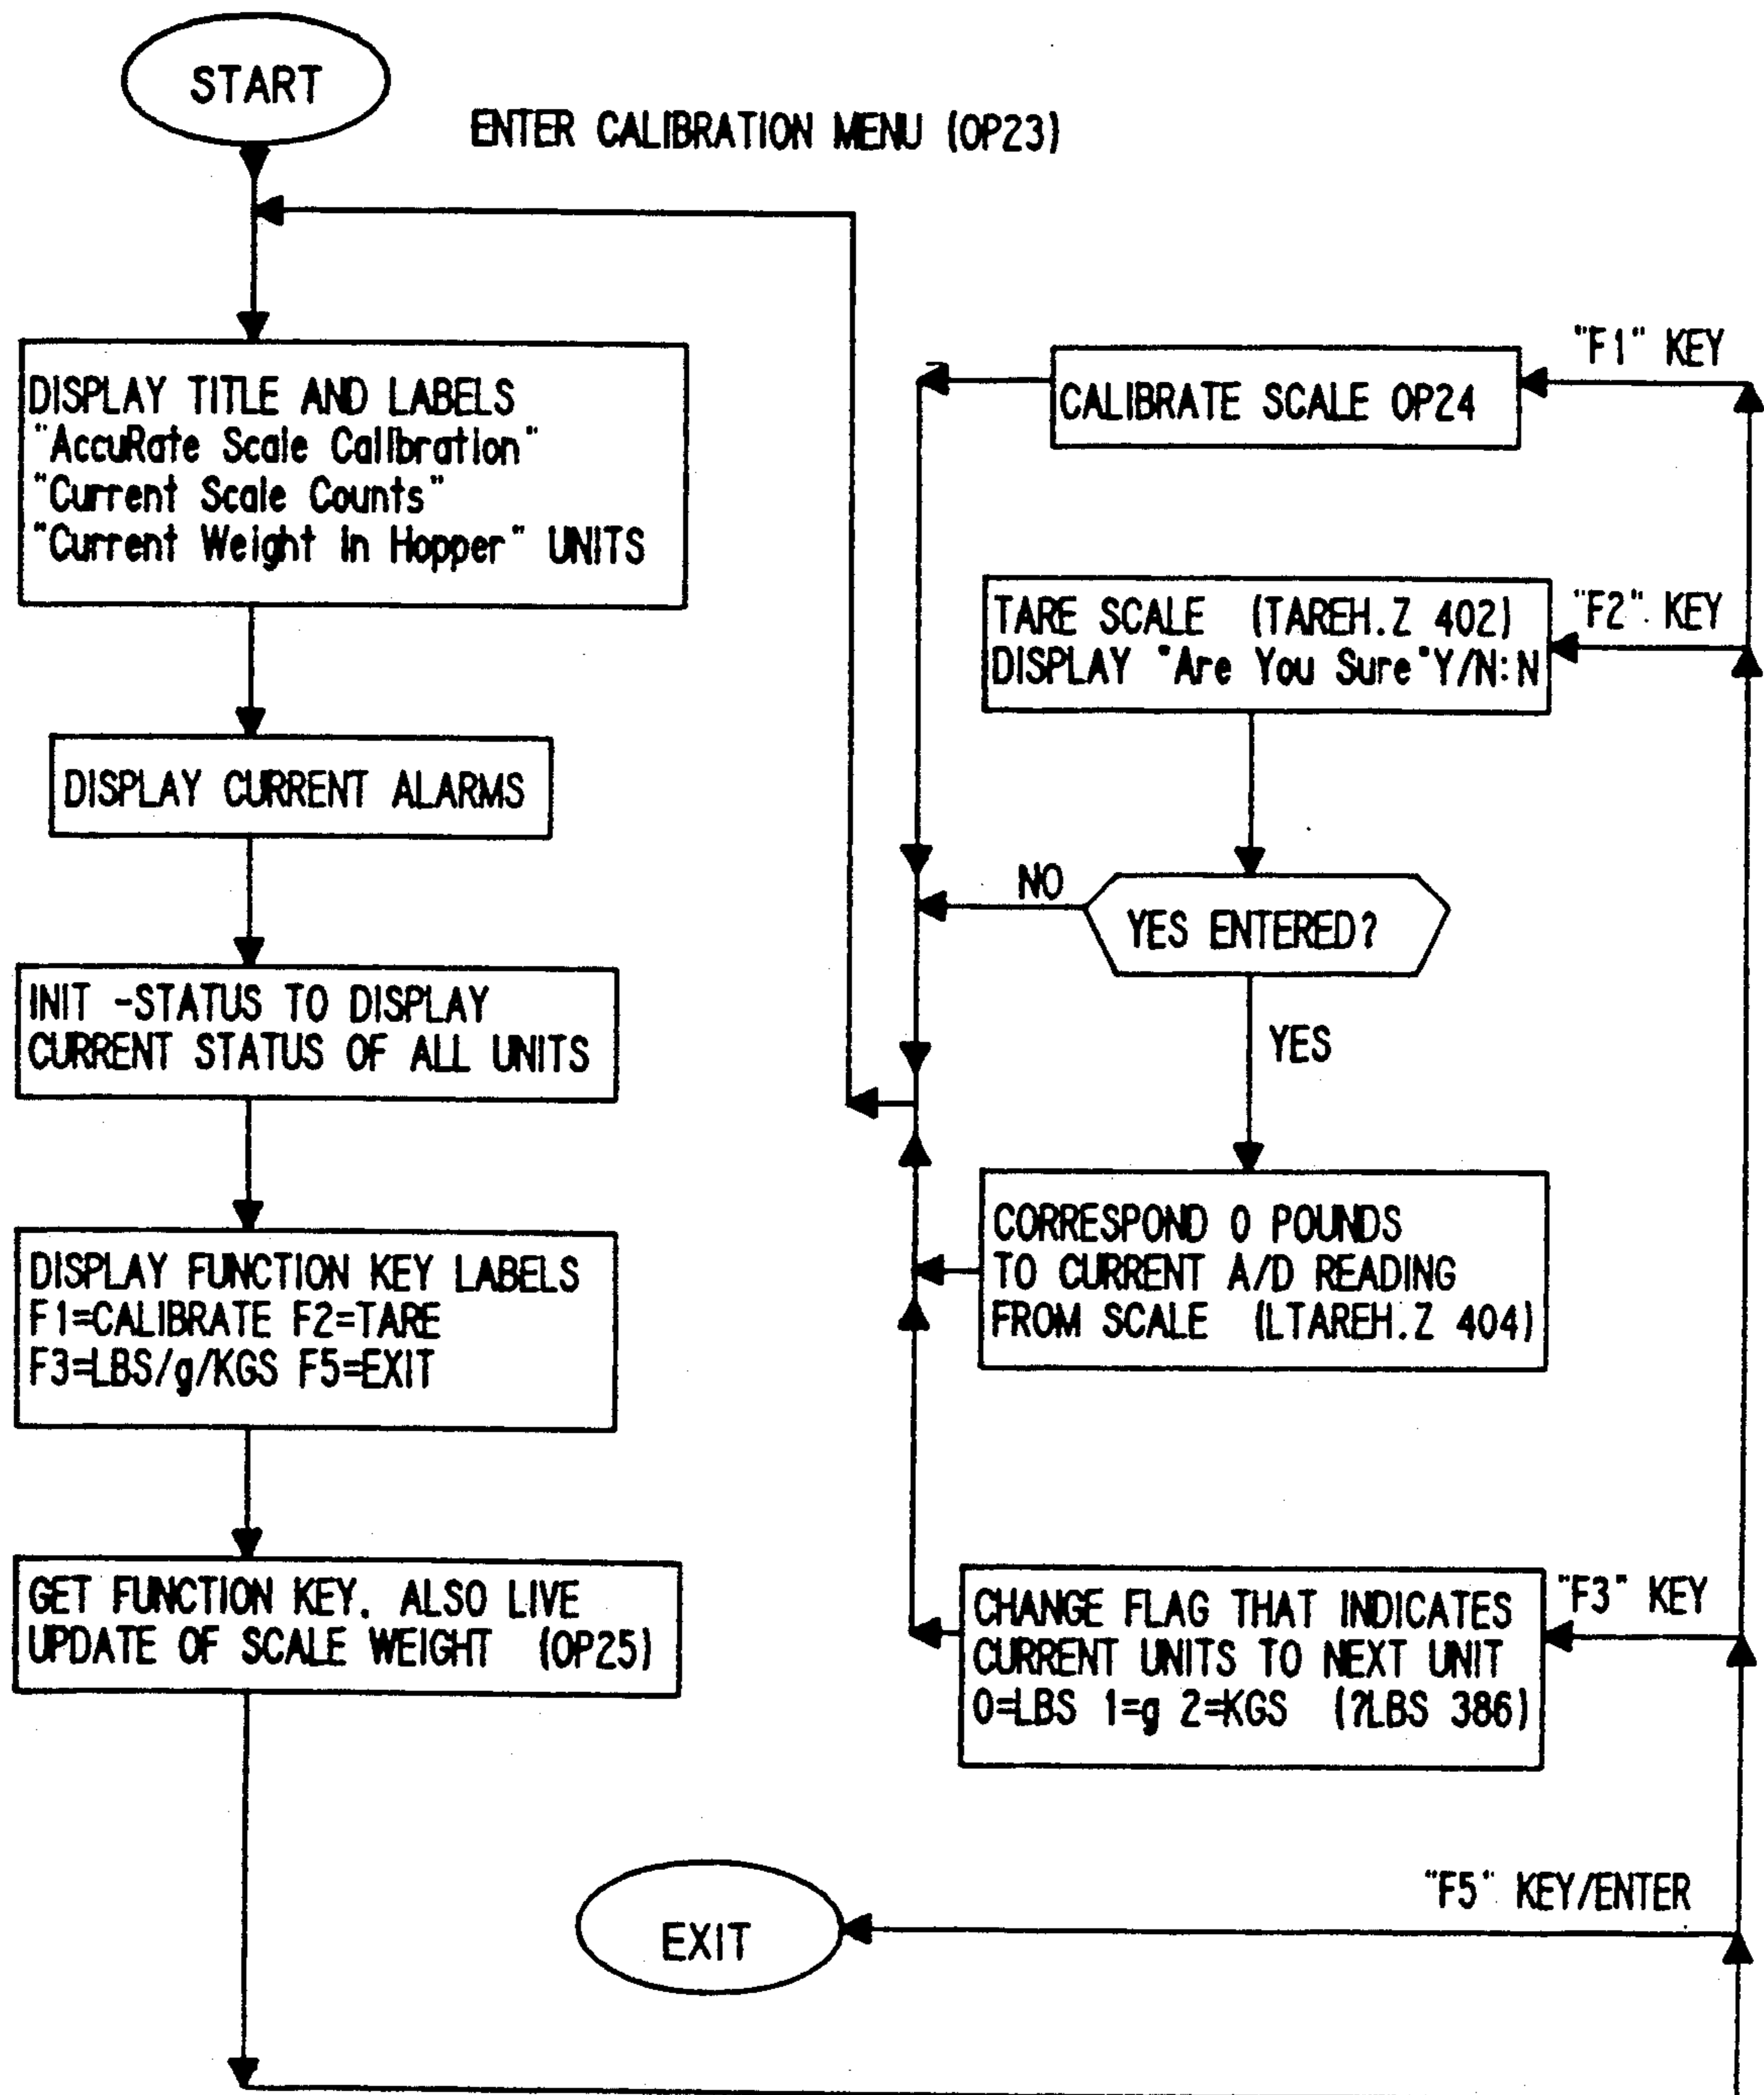 START
ENTER CALIBRATION MENU (OP23)
DISPLAY TITLE AND LABELS
"AccuRate Scale Calibration"
"Current Scale Counts"
"Current Weight In Hopper" UNITS
DISPLAY CURRENT ALARMS
INIT -STATUS TO DISPLAY
CURRENT STATUS OF ALL UNITS
DISPLAY FUNCTION KEY LABELS
F1=CALIBRATE F2=TARE
F3=LBS/g/KGS F5=EXIT
GET FUNCTION KEY. ALSO LIVE
UPDATE OF SCALE WEIGHT (OP25)
"F1" KEY
CALIBRATE SCALE OP24
"F2" KEY
TARE SCALE (TAREH.Z 402)
DISPLAY "Are You Sure"Y/N:N
NO
YES ENTERED?
YES
CORRESPOND 0 POUNDS
TO CURRENT A/D READING
FROM SCALE (LTAREH.Z 404)
"F3" KEY
CHANGE FLAG THAT INDICATES
CURRENT UNITS TO NEXT UNIT
0=LBS 1=g 2=KGS (?LBS 386)
"F5" KEY/ENTER
EXIT